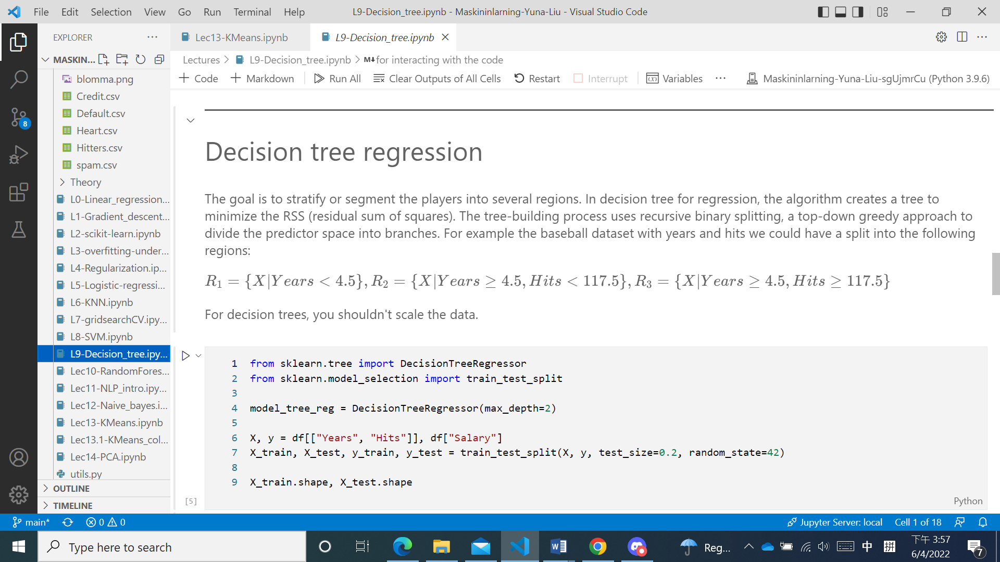 File Edit Selection View Go Run Terminal Help
L9-Decision_tree.ipynb - Maskininlarning-Yuna-Liu - Visual Studio Code
EXPLORER
Lec13-KMeans.ipynb
L9-Decision_tree.ipynb
MASKIN...
Lectures > L9-Decision_tree.ipynb > M↓for interacting with the code
+ Code + Markdown Run All Clear Outputs of All Cells Restart Interrupt Variables ... Maskininlarning-Yuna-Liu-sgUjmrCu (Python 3.9.6)
blomma.png
Credit.csv
Default.csv
Heart.csv
Hitters.csv
spam.csv
Theory
L0-Linear_regression...
L1-Gradient_descent...
L2-scikit-learn.ipynb
L3-overfitting-under...
L4-Regularization.ip...
L5-Logistic-regressi...
L6-KNN.ipynb
L7-gridsearchCV.ipy...
L8-SVM.ipynb
L9-Decision_tree.ipy...
Lec10-RandomFores...
Lec11-NLP_intro.ipy...
Lec12-Naive_bayes.i...
Lec13-KMeans.ipynb
Lec13.1-KMeans_col...
Lec14-PCA.ipynb
utils.py
OUTLINE
TIMELINE
8
Decision tree regression
The goal is to stratify or segment the players into several regions. In decision tree for regression, the algorithm creates a tree to
minimize the RSS (residual sum of squares). The tree-building process uses recursive binary splitting, a top-down greedy approach to
divide the predictor space into branches. For example the baseball dataset with years and hits we could have a split into the following
regions:
R₁ = {X|Years < 4.5}, R₂ = {X|Years ≥ 4.5, Hits < 117.5}, R₃ = {X|Years ≥ 4.5, Hits ≥ 117.5}
For decision trees, you shouldn't scale the data.
1 from sklearn.tree import DecisionTreeRegressor
2 from sklearn.model_selection import train_test_split
3
4 model_tree_reg = DecisionTreeRegressor(max_depth=2)
5
6 X, y = df[["Years", "Hits"]], df["Salary"]
7 X_train, X_test, y_train, y_test = train_test_split(X, y, test_size=0.2, random_state=42)
8
9 X_train.shape, X_test.shape
[5]
Python
main* 0 0
Jupyter Server: local Cell 1 of 18
Type here to search
Reg...
中
拼
下午 3:57
6/4/2022
7